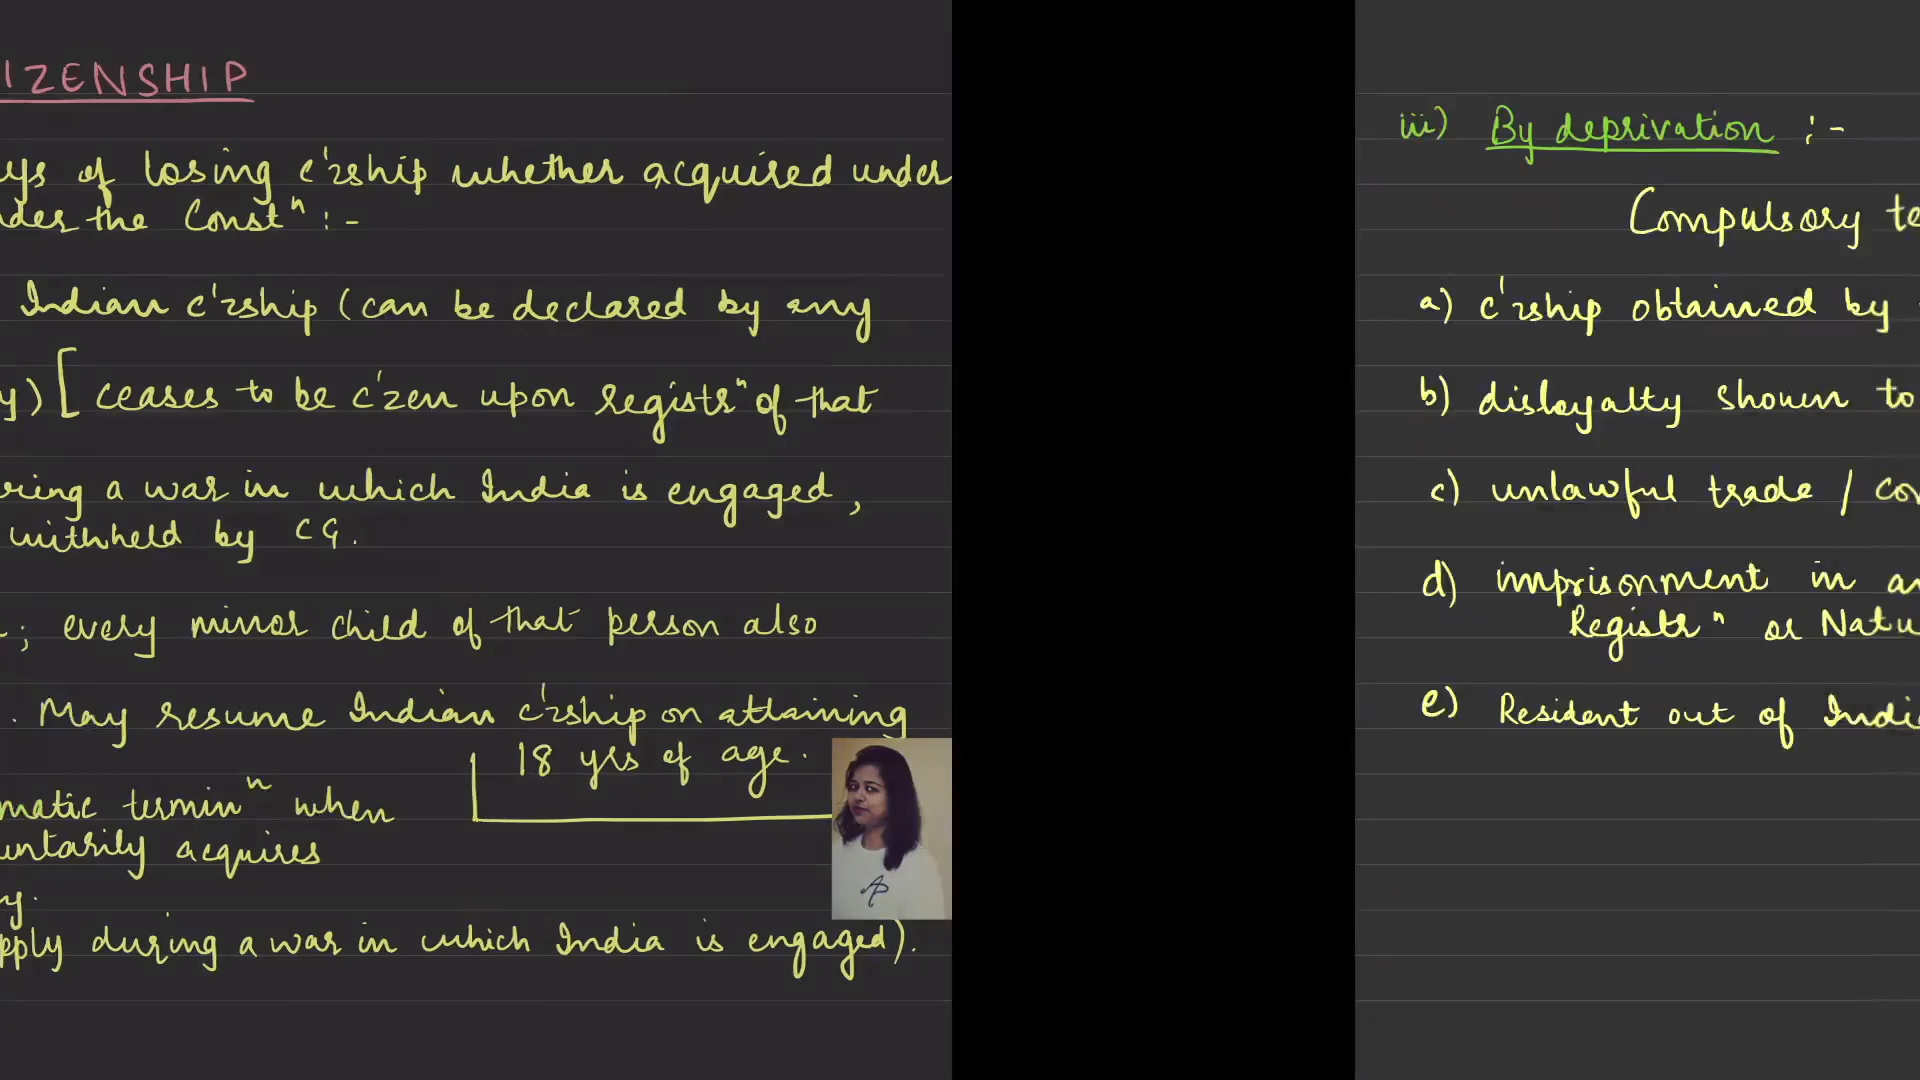 IZENSHIP
ys of losing c'zship whether acquired under
der the Constⁿ :-
Indian c'zship (can be declared by any
y) [ ceases to be c'zen upon registrⁿ of that
ring a war in which India is engaged,
withheld by CG.
; every minor child of that person also
. May resume Indian c'zship on attaining
18 yrs of age.
matic terminⁿ when
untarily acquires
y.
pply during a war in which India is engaged).
AP
iii) By deprivation :-
Compulsory te
a) c'zship obtained by
b) disloyalty shown to
c) unlawful trade / co
d) imprisonment in a
Registrⁿ or Natu
e) Resident out of Indi